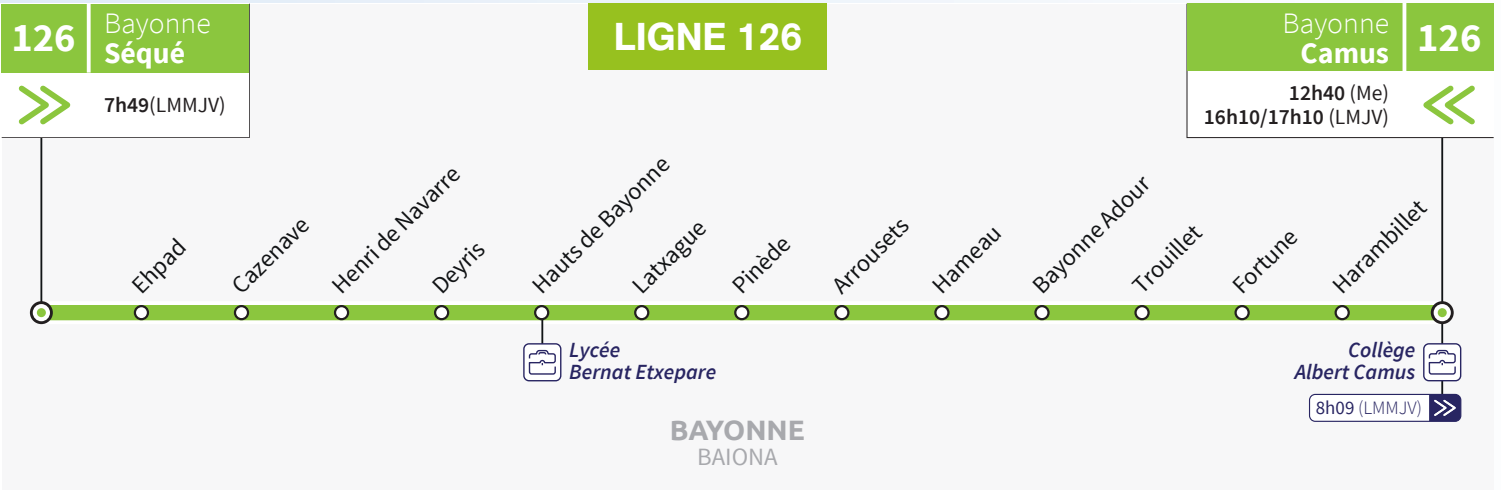 126
Bayonne
Séqué
7h49(LMMJV)
LIGNE 126
Bayonne
Camus
126
12h40 (Me)
16h10/17h10 (LMJV)
Ehpad
Cazenave
Henri de Navarre
Deyris
Hauts de Bayonne
Latxague
Pinède
Arrousets
Hameau
Bayonne Adour
Trouillet
Fortune
Harambillet
Lycée
Bernat Etxepare
Collège
Albert Camus
8h09 (LMMJV)
BAYONNE
BAIONA